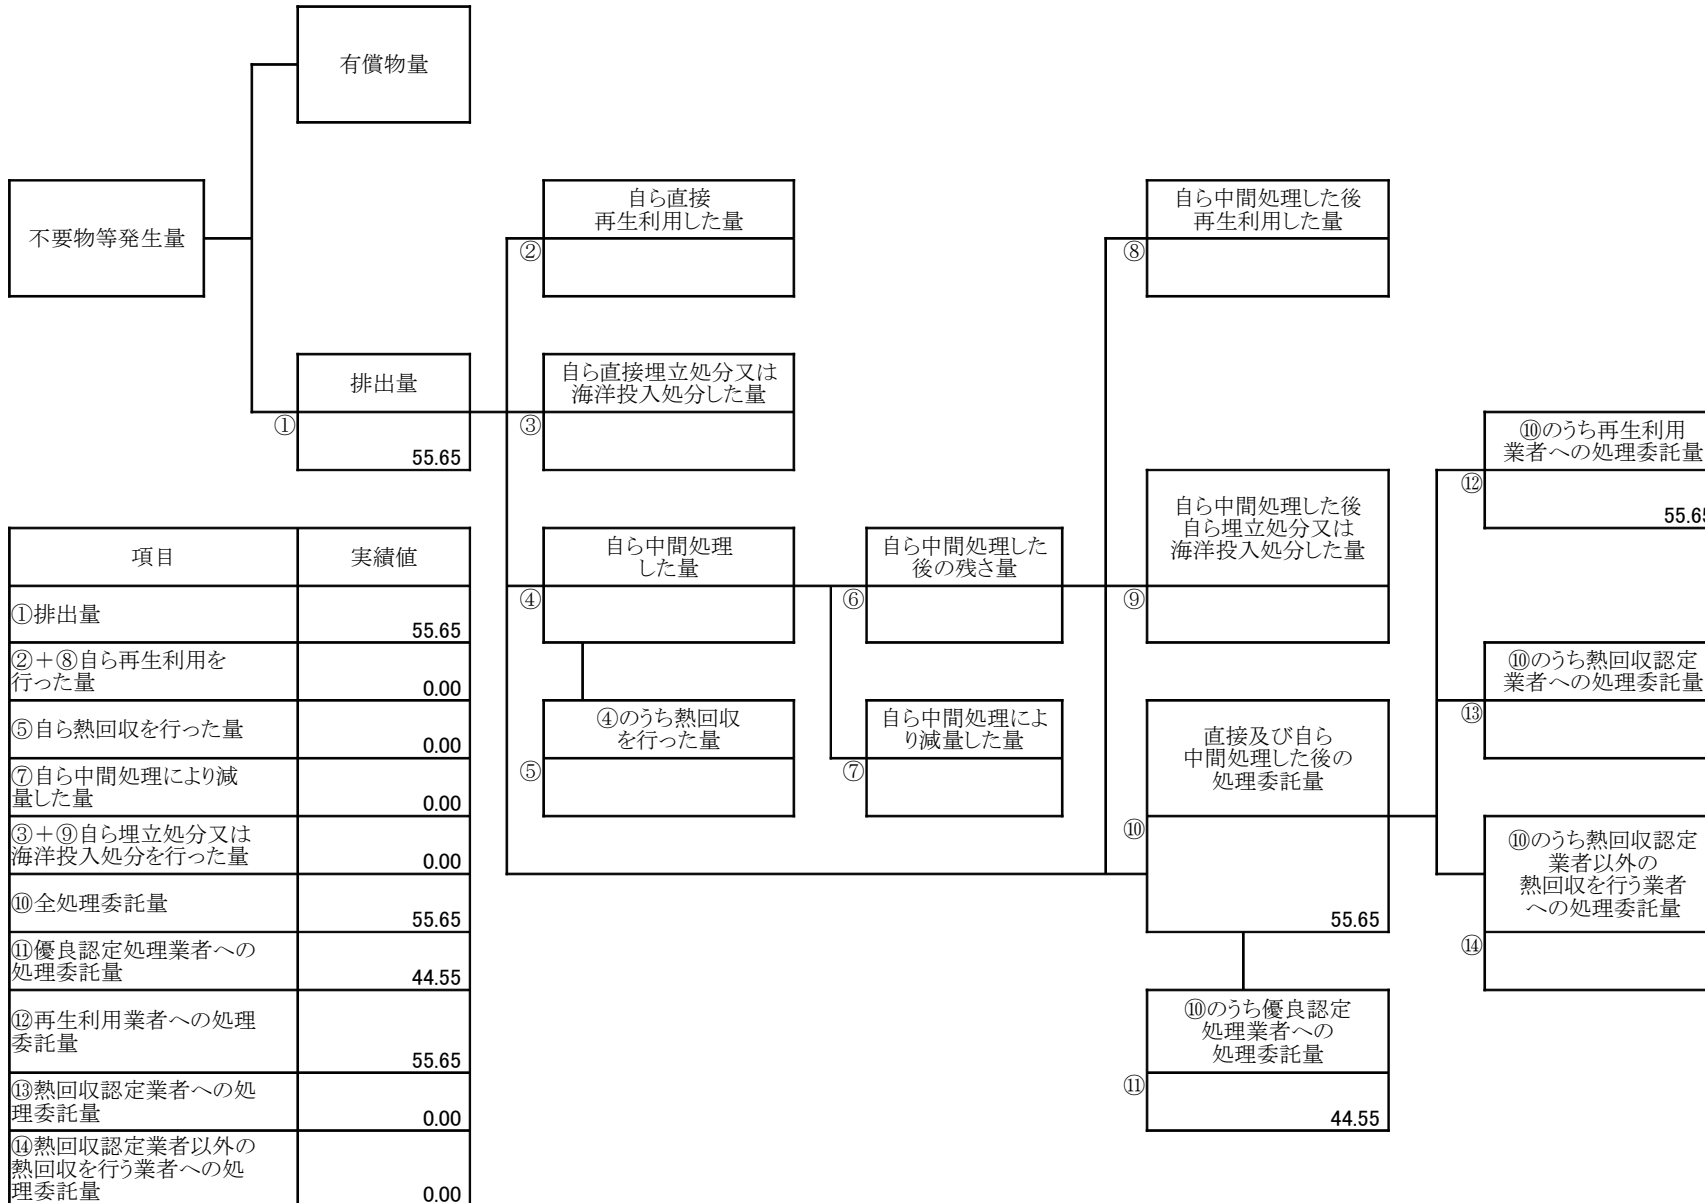 有償物量
不要物等発生量
自ら直接
再生利用した量
②
自ら中間処理した後
再生利用した量
⑧
排出量
①
55.65
自ら直接埋立処分又は
海洋投入処分した量
③
⑩のうち再生利用
業者への処理委託量
⑫
55.65
自ら中間処理した後
自ら埋立処分又は
海洋投入処分した量
⑨
自ら中間処理
した量
④
自ら中間処理した
後の残さ量
⑥
④のうち熱回収
を行った量
⑤
自ら中間処理によ
り減量した量
⑦
直接及び自ら
中間処理した後の
処理委託量
⑩
55.65
⑩のうち熱回収認定
業者への処理委託量
⑬
⑩のうち熱回収認定
業者以外の
熱回収を行う業者
への処理委託量
⑭
⑩のうち優良認定
処理業者への
処理委託量
⑪
44.55
項目 実績値
①排出量 55.65
②+⑧自ら再生利用を
行った量 0.00
⑤自ら熱回収を行った量 0.00
⑦自ら中間処理により減
量した量 0.00
③+⑨自ら埋立処分又は
海洋投入処分を行った量 0.00
⑩全処理委託量 55.65
⑪優良認定処理業者への
処理委託量 44.55
⑫再生利用業者への処理
委託量 55.65
⑬熱回収認定業者への処
理委託量 0.00
⑭熱回収認定業者以外の
熱回収を行う業者への処
理委託量 0.00